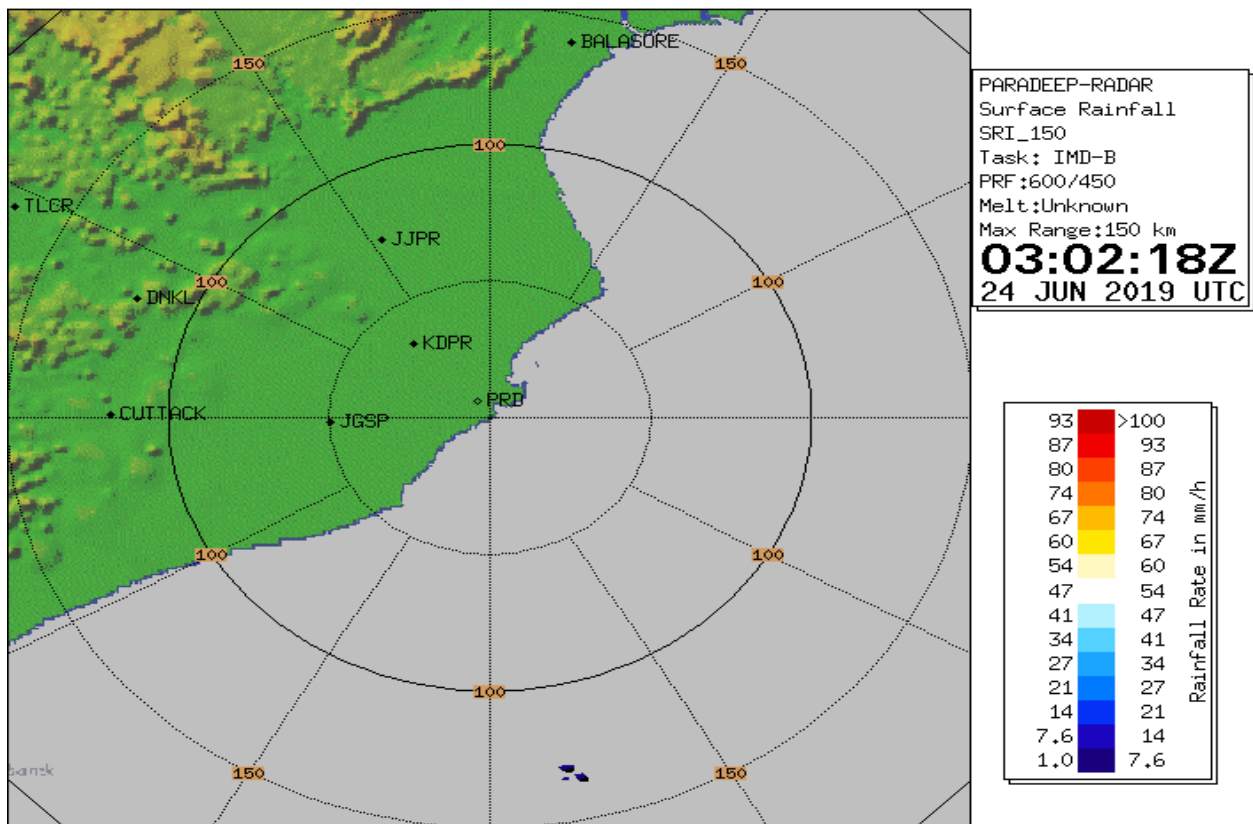 BALASORE
150
150
100
TLCR
JJPR
100
100
DNKL
KDPR
PRD
CUTTACK
JGSP
100
100
100
150
150
PARADEEP-RADAR
Surface Rainfall
SRI_150
Task: IMD-B
PRF:600/450
Melt:Unknown
Max Range:150 km
03:02:18Z
24 JUN 2019 UTC
93 >100
87 93
80 87
74 80
67 74
60 67
54 60
47 54
41 47
34 41
27 34
21 27
14 21
7.6 14
1.0 7.6
Rainfall Rate in mm/h